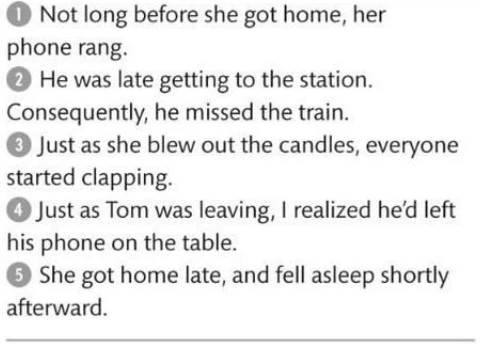 1 Not long before she got home, her
phone rang.
2 He was late getting to the station.
Consequently, he missed the train.
3 Just as she blew out the candles, everyone
started clapping.
4 Just as Tom was leaving, I realized he’d left
his phone on the table.
5 She got home late, and fell asleep shortly
afterward.